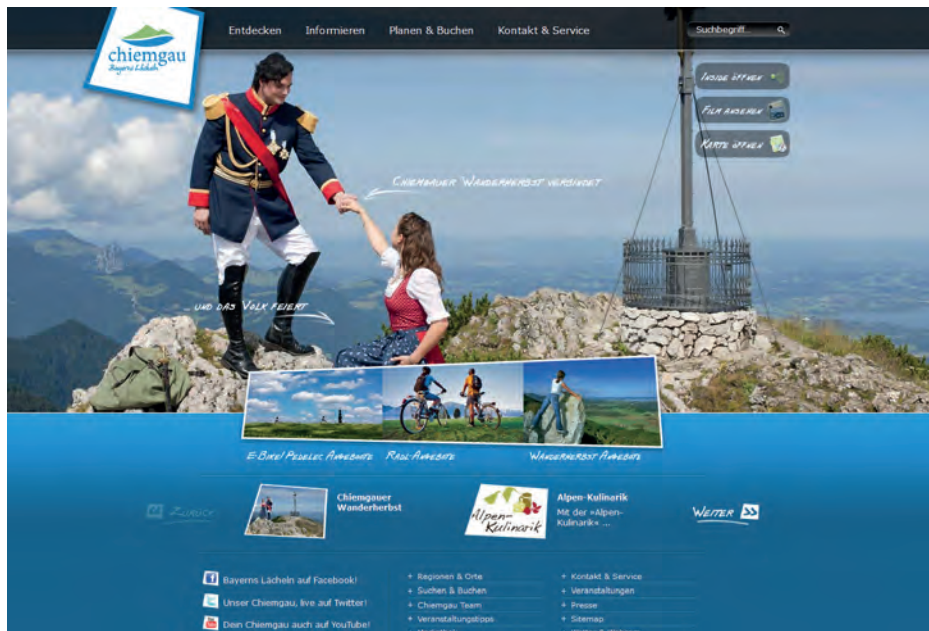 chiemgau
Bayerns Lächeln
Entdecken
Informieren
Planen & Buchen
Kontakt & Service
Suchbegriff...
Inside öffnen
Film ansehen
Karte öffnen
Chiemgauer Wanderherbst verbindet
...und das Volk feiert
E-Bike/ Pedelec Angebote
Radl-Angebote
Wanderherbst Angebote
Zurück
Chiemgauer
Wanderherbst
Alpen-
Kulinarik
Alpen-Kulinarik
Mit der »Alpen-
Kulinarik« ...
Weiter
Bayerns Lächeln auf Facebook!
Unser Chiemgau, live auf Twitter!
Dein Chiemgau auch auf YouTube!
+ Regionen & Orte
+ Suchen & Buchen
+ Chiemgau Team
+ Veranstaltungstipps
+ Kontakt & Service
+ Veranstaltungen
+ Presse
+ Sitemap